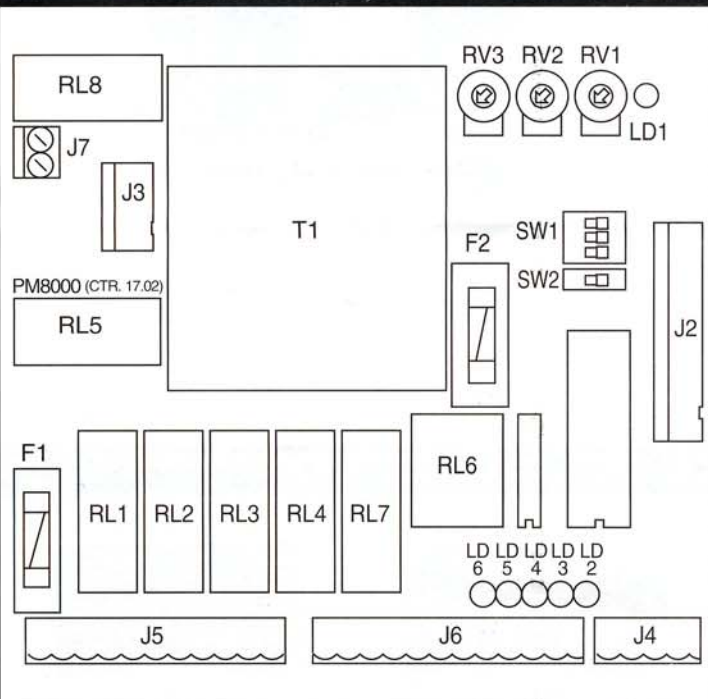 RV3 RV2 RV1
RL8
LD1
J7
J3
T1
SW1
F2
SW2
PM8000 (CTR. 17.02)
RL5
J2
F1
RL6
RL1 RL2 RL3 RL4 RL7
LD LD LD LD LD
6 5 4 3 2
J5 J6 J4